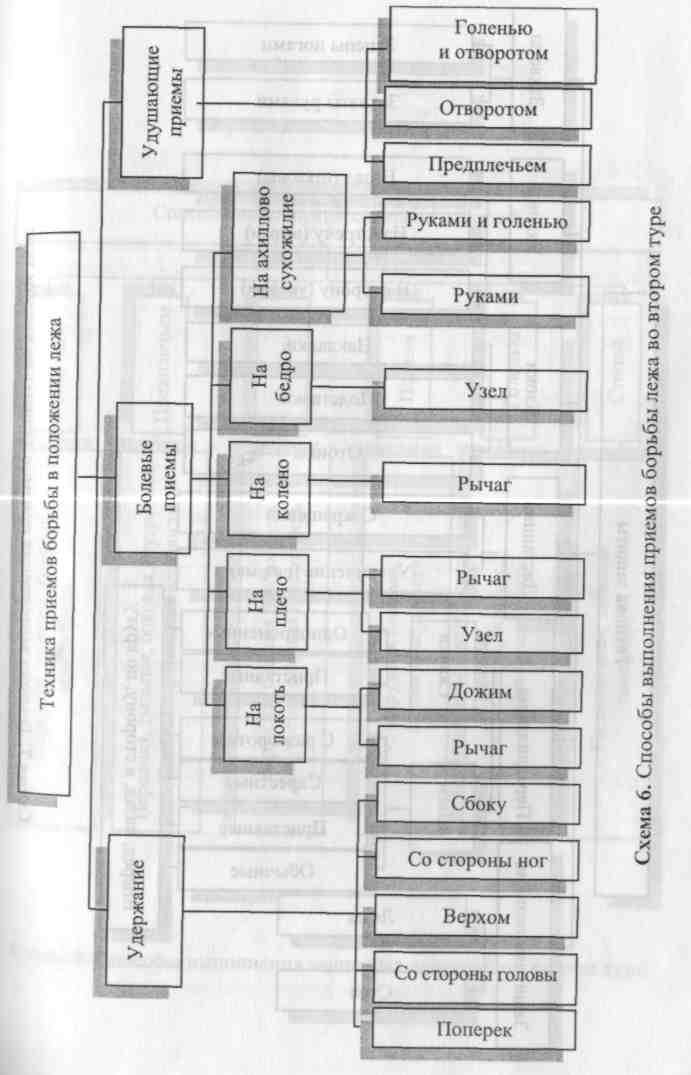 Техника приемов борьбы в положении лежа
Удержание
Болевые
приемы
Удушающие
приемы
На
локоть
На
плечо
На
колено
На
бедро
На ахиллово
сухожилие
Поперек
Со стороны головы
Верхом
Со стороны ног
Сбоку
Рычаг
Дожим
Узел
Рычаг
Рычаг
Узел
Руками
Руками и голенью
Предплечьем
Отворотом
Голенью
и отворотом
Схема 6. Способы выполнения приемов борьбы лежа во втором туре